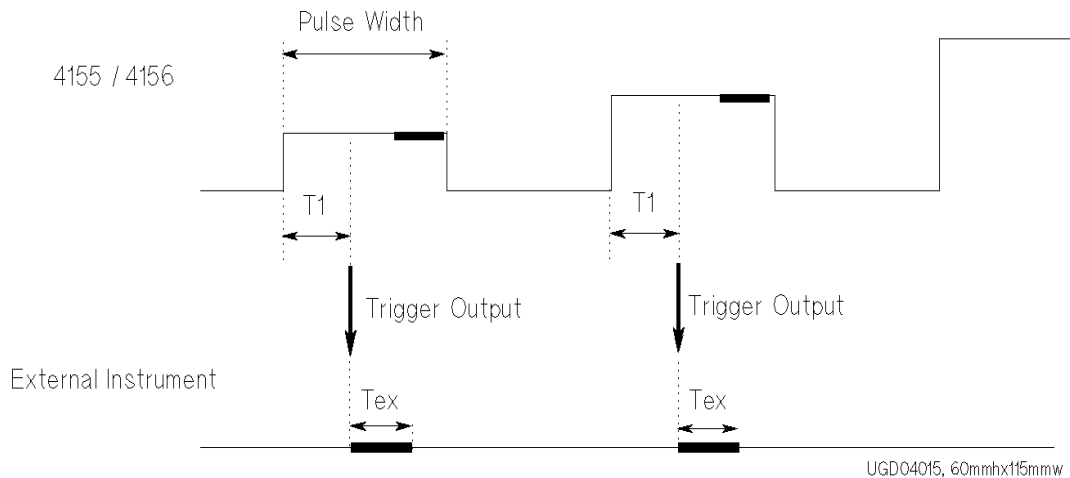 Pulse Width
4155 / 4156
T1
T1
Trigger Output
Trigger Output
External Instrument
Tex
Tex
UGD04015, 60mmhx115mmw